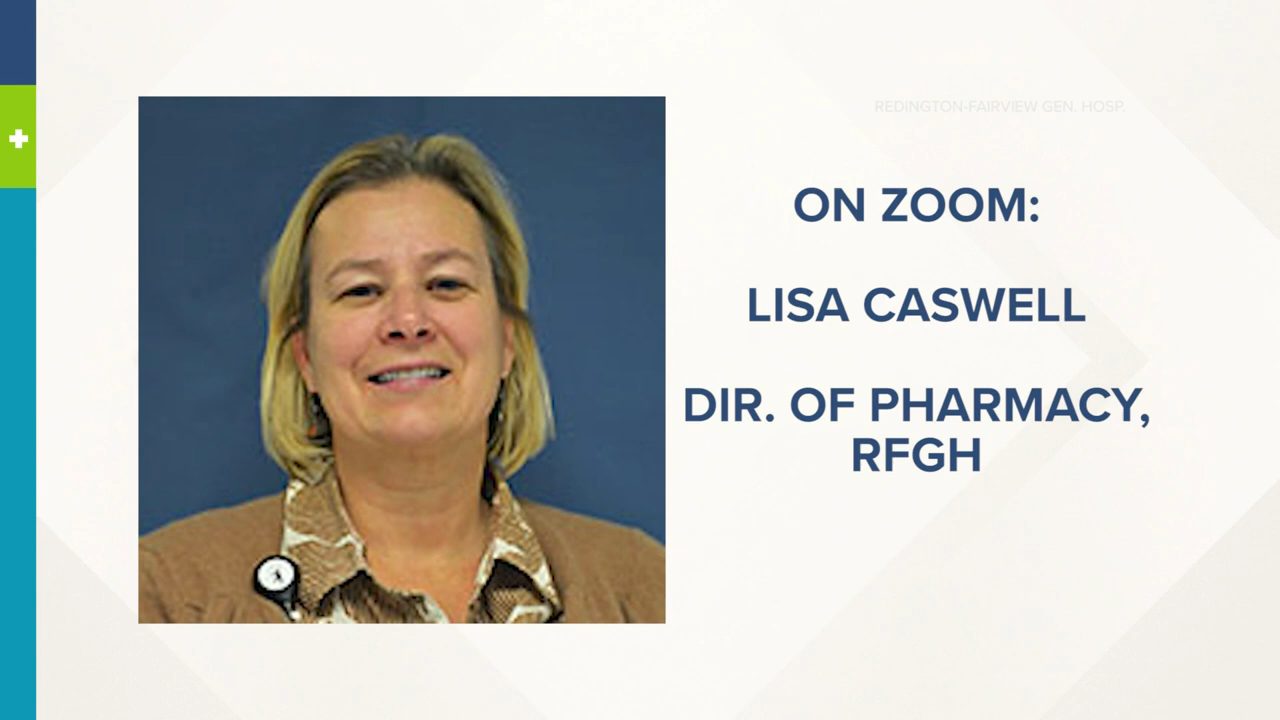 REDINGTON-FAIRVIEW GEN. HOSP.
ON ZOOM:
LISA CASWELL
DIR. OF PHARMACY,
RFGH